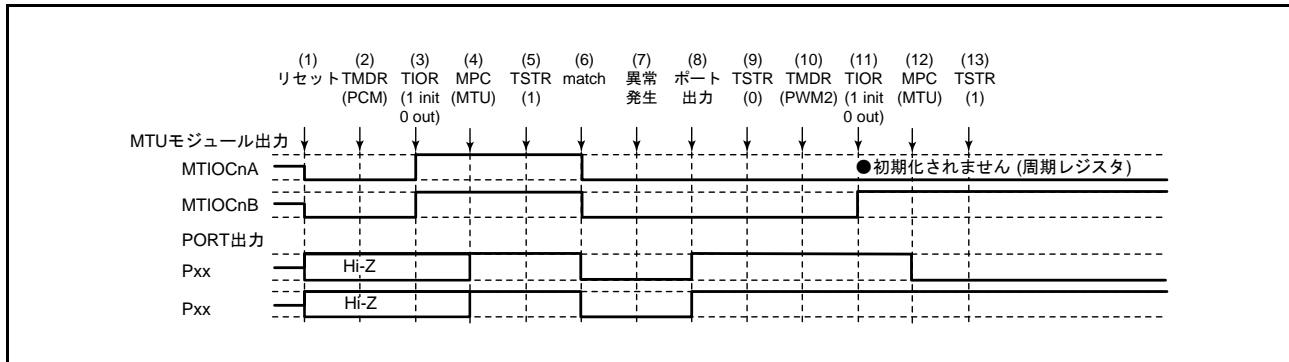 (1) (2) (3) (4) (5) (6) (7) (8) (9) (10) (11) (12) (13)
リセット TMDR TIOR MPC TSTR match 異常 ポート TSTR TMDR TIOR MPC TSTR
(PCM) (1 init (MTU) (1) 発生 出力 (0) (PWM2) (1 init (MTU) (1)
0 out) 0 out)
MTUモジュール出力
MTIOCnA
●初期化されません (周期レジスタ)
MTIOCnB
PORT出力
Pxx Hi-Z
Pxx Hi-Z